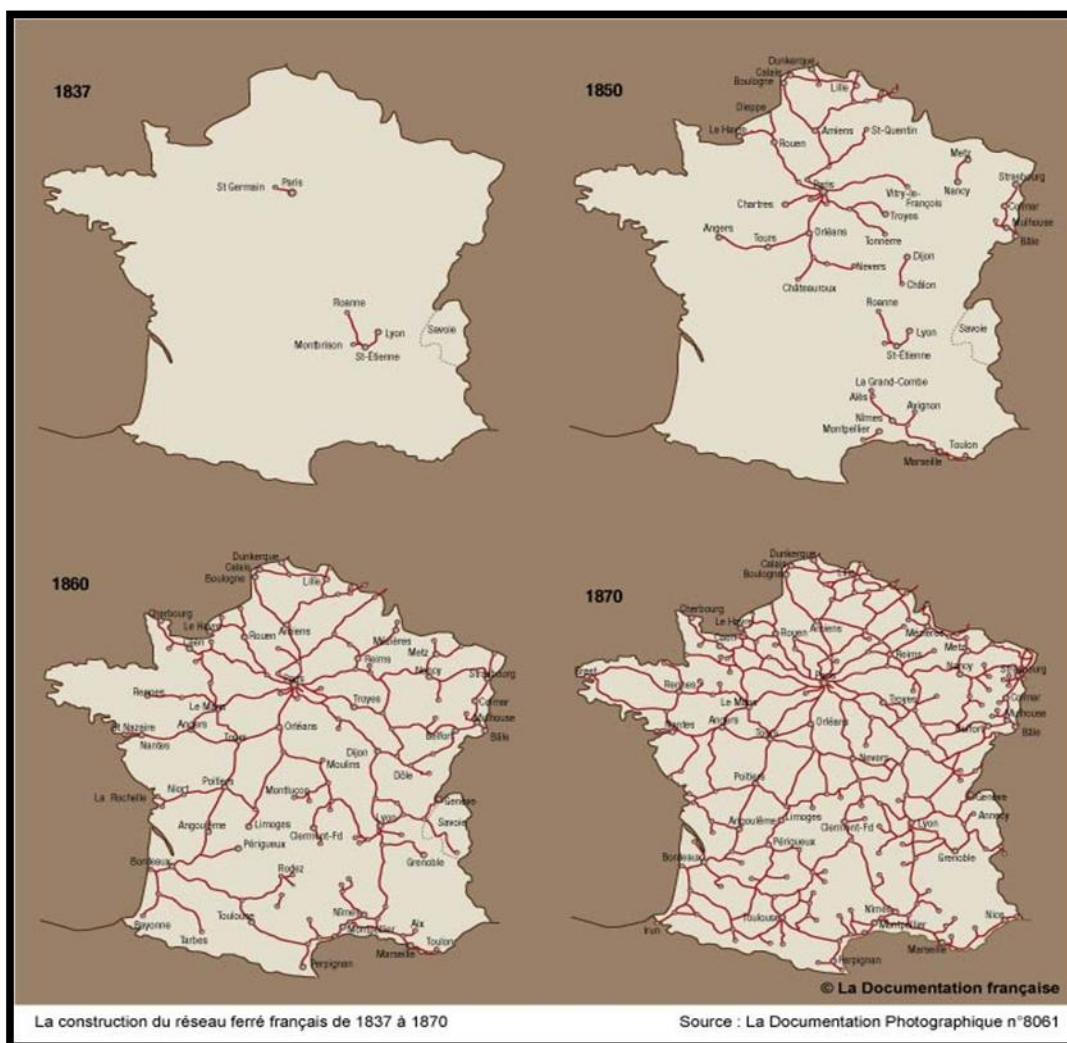 1837
St Germain
Paris
Roanne
Lyon
Montbrison
St-Étienne
Savoie
1850
Dunkerque
Calais
Boulogne
Lille
Dieppe
Le Havre
Amiens
St-Quentin
Rouen
Metz
Paris
Strasbourg
Nancy
Vitry-le-
François
Chartres
Colmar
Troyes
Mulhouse
Angers
Tours
Orléans
Tonnerre
Bâle
Dijon
Nevers
Châlon
Châteauroux
Roanne
Lyon
Savoie
St-Étienne
La Grand-Combe
Alès
Avignon
Nîmes
Montpellier
Toulon
Marseille
1860
Dunkerque
Calais
Boulogne
Lille
Cherbourg
Le Havre
Rouen
Amiens
Caen
Mézières
Metz
Reims
Nancy
Strasbourg
Paris
Rennes
Troyes
Le Mans
Colmar
St Nazaire
Angers
Orléans
Mulhouse
Nantes
Tours
Belfort
Bâle
Dijon
Moulins
Dôle
Poitiers
Niort
Montluçon
La Rochelle
Genève
Lyon
Savoie
Angoulême
Limoges
Clermont-Fd
Périgueux
Grenoble
Bordeaux
Rodez
Bayonne
Toulouse
Nîmes
Aix
Tarbes
Montpellier
Toulon
Marseille
Perpignan
1870
Dunkerque
Calais
Boulogne
Lille
Cherbourg
Le Havre
Rouen
Amiens
Caen
Mézières
Reims
Metz
Nancy
Strasbourg
Brest
Paris
Rennes
Troyes
Le Mans
Colmar
Nantes
Angers
Orléans
Mulhouse
Tours
Belfort
Bâle
Nevers
Poitiers
Genève
Annecy
Angoulême
Limoges
Clermont-Fd
Lyon
Périgueux
Grenoble
Bordeaux
Toulouse
Nîmes
Nice
Irun
Montpellier
Marseille
Perpignan
© La Documentation française
La construction du réseau ferré français de 1837 à 1870
Source : La Documentation Photographique n°8061